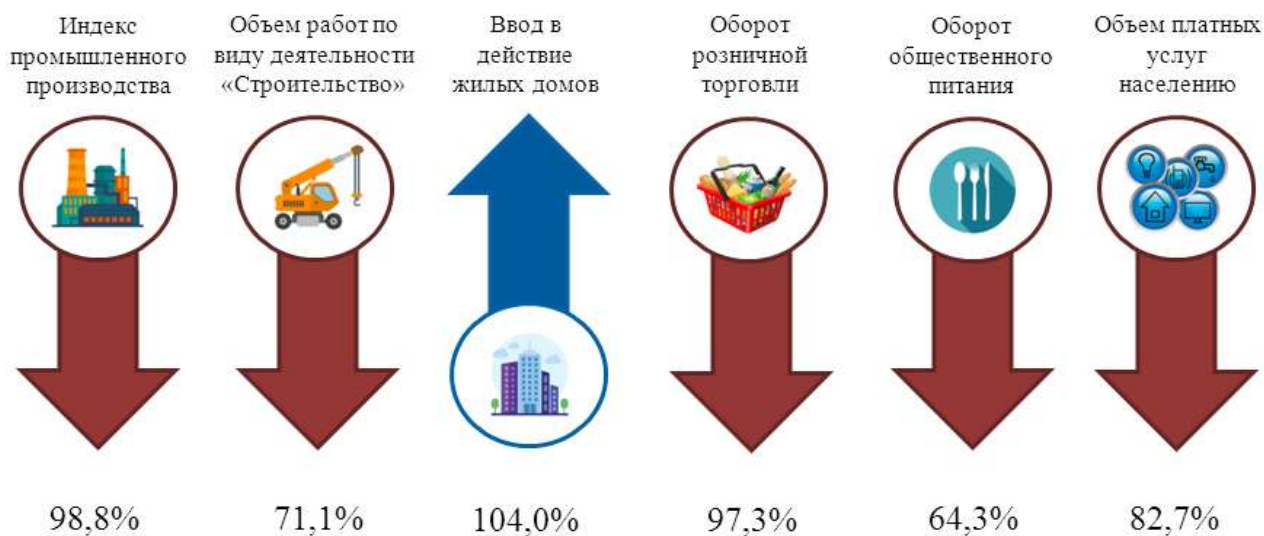 Индекс
промышленного
производства
Объем работ по
виду деятельности
«Строительство»
Ввод в
действие
жилых домов
Оборот
розничной
торговли
Оборот
общественного
питания
Объем платных
услуг
населению
98,8%
71,1%
104,0%
97,3%
64,3%
82,7%